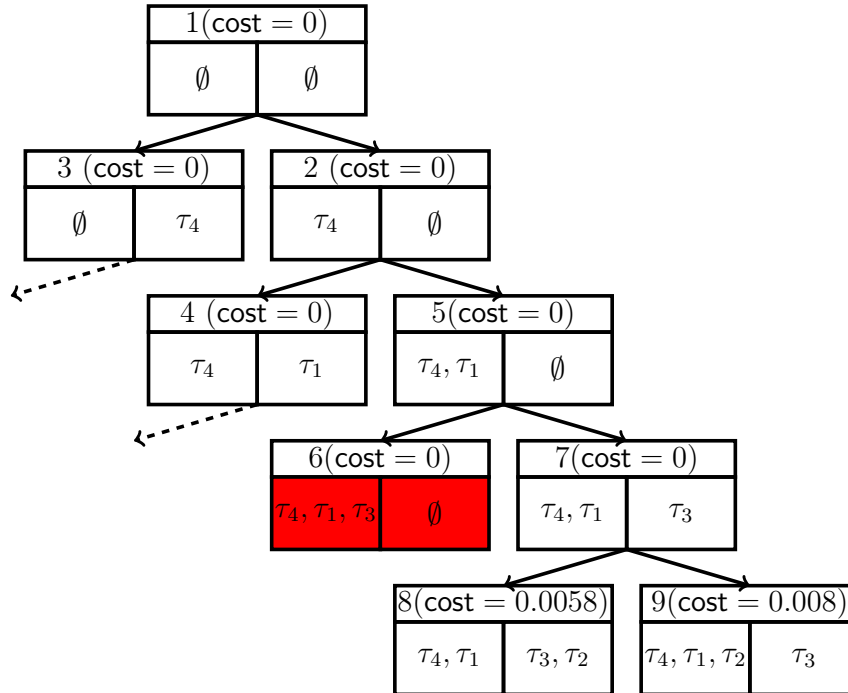 1(cost = 0)
∅ ∅
3 (cost = 0) 2 (cost = 0)
∅ τ₄ τ₄ ∅
4 (cost = 0) 5(cost = 0)
τ₄ τ₁ τ₄, τ₁ ∅
6(cost = 0) 7(cost = 0)
τ₄, τ₁, τ₃ ∅ τ₄, τ₁ τ₃
8(cost = 0.0058) 9(cost = 0.008)
τ₄, τ₁ τ₃, τ₂ τ₄, τ₁, τ₂ τ₃